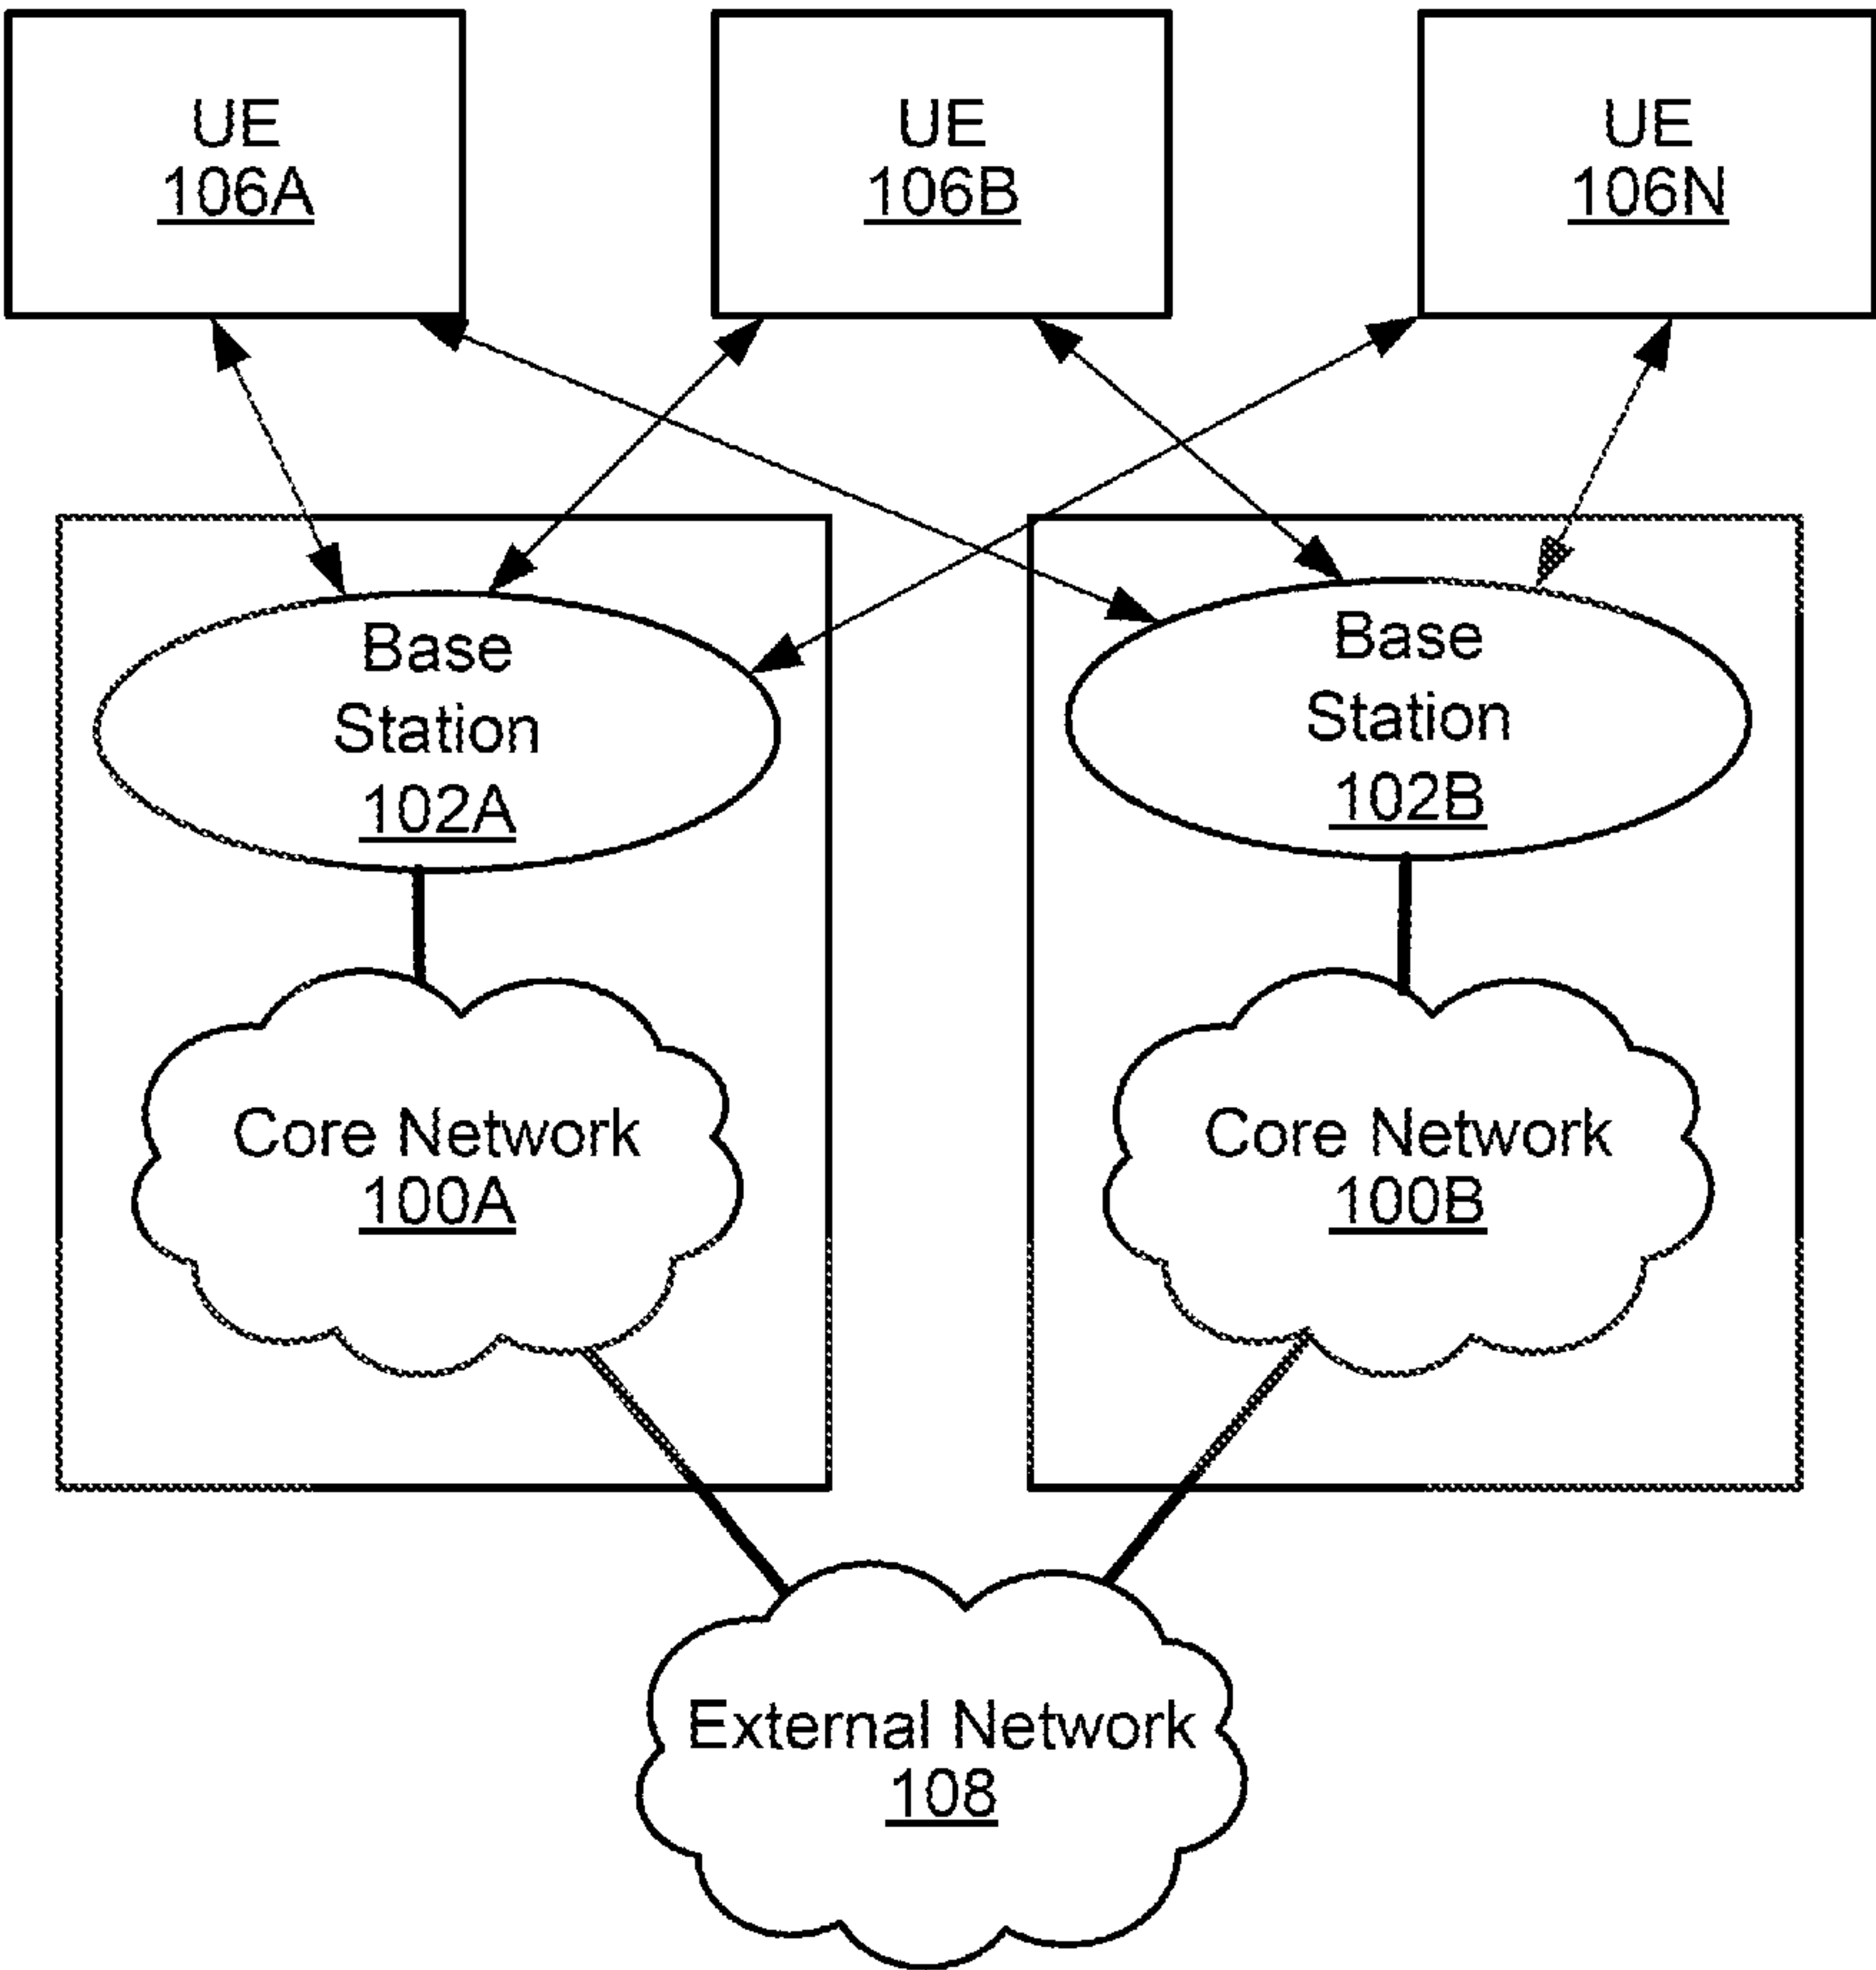 UE
106A
UE
106B
UE
106N
Base
Station
102A
Base
Station
102B
Core Network
100A
Core Network
100B
External Network
108